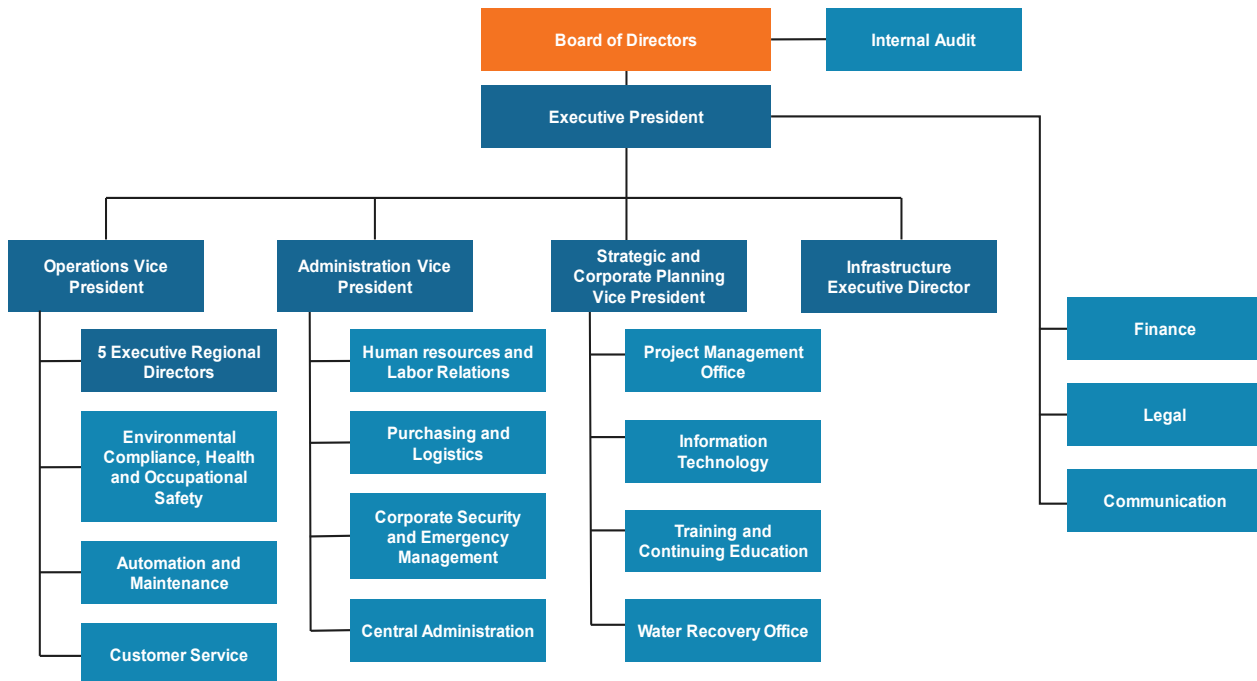 Board of Directors
Internal Audit
Executive President
Operations Vice
President
Administration Vice
President
Strategic and
Corporate Planning
Vice President
Infrastructure
Executive Director
5 Executive Regional
Directors
Environmental
Compliance, Health
and Occupational
Safety
Automation and
Maintenance
Customer Service
Human resources and
Labor Relations
Purchasing and
Logistics
Corporate Security
and Emergency
Management
Central Administration
Project Management
Office
Information
Technology
Training and
Continuing Education
Water Recovery Office
Finance
Legal
Communication